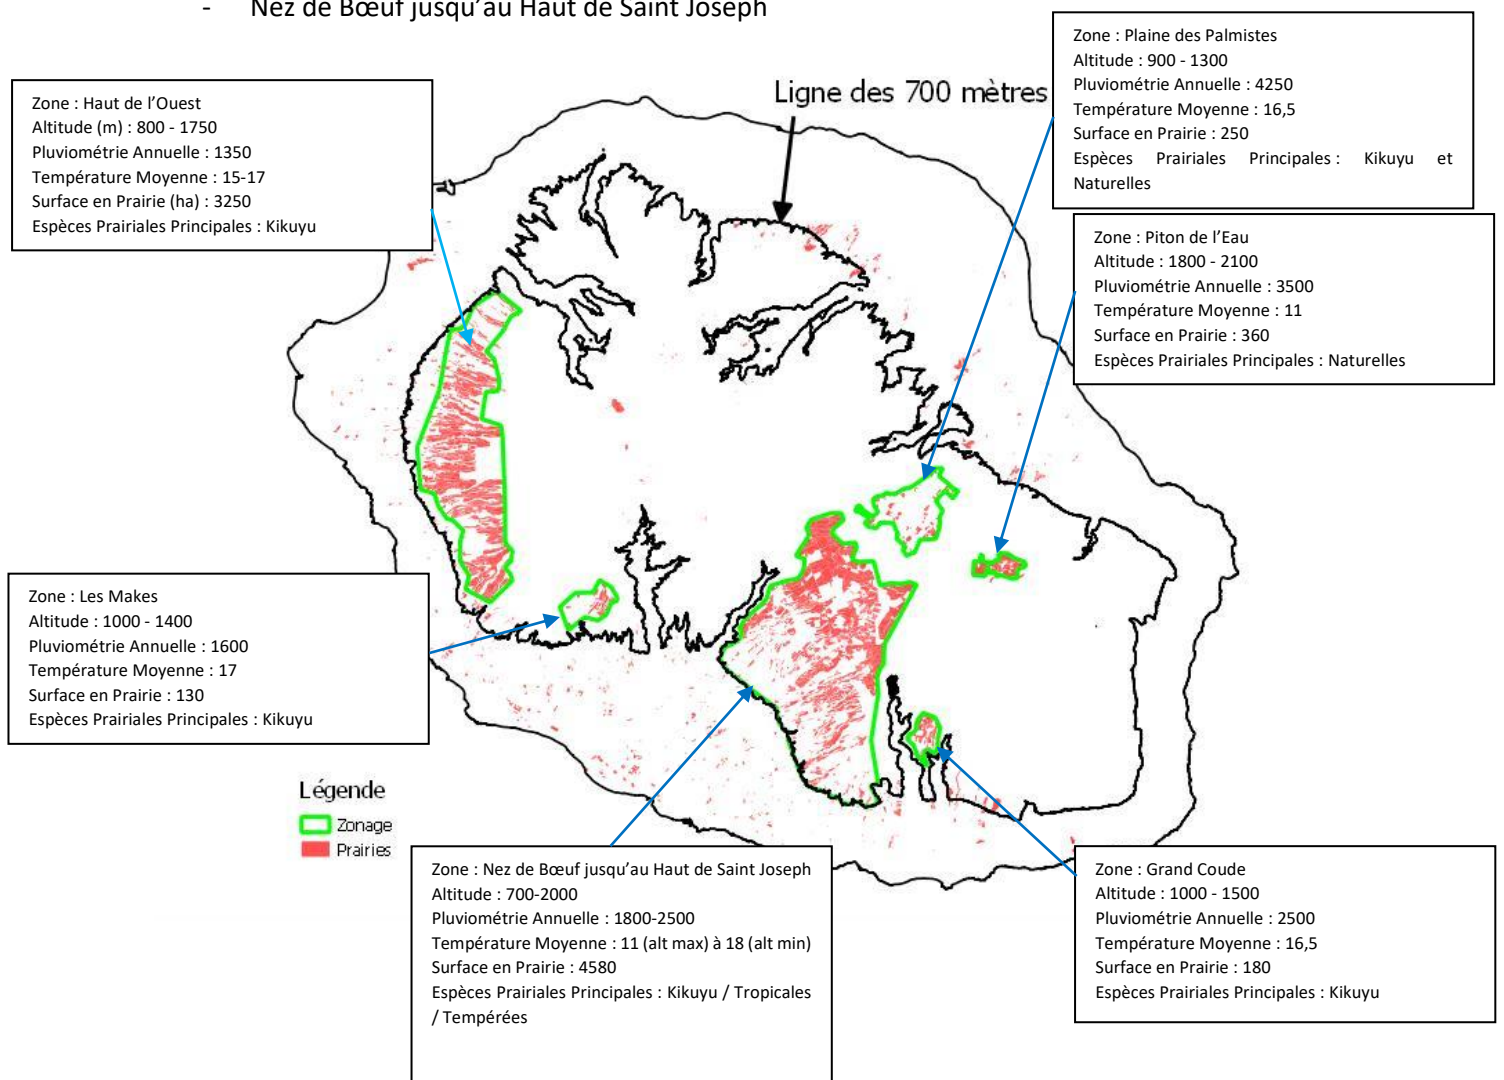 - Nez de Bœuf jusqu'au Haut de Saint Joseph
Zone : Plaine des Palmistes
Altitude : 900 - 1300
Pluviométrie Annuelle : 4250
Température Moyenne : 16,5
Surface en Prairie : 250
Espèces Prairiales Principales : Kikuyu et
Naturelles
Ligne des 700 mètres
Zone : Haut de l'Ouest
Altitude (m) : 800 - 1750
Pluviométrie Annuelle : 1350
Température Moyenne : 15-17
Surface en Prairie (ha) : 3250
Espèces Prairiales Principales : Kikuyu
Zone : Piton de l'Eau
Altitude : 1800 - 2100
Pluviométrie Annuelle : 3500
Température Moyenne : 11
Surface en Prairie : 360
Espèces Prairiales Principales : Naturelles
Zone : Les Makes
Altitude : 1000 - 1400
Pluviométrie Annuelle : 1600
Température Moyenne : 17
Surface en Prairie : 130
Espèces Prairiales Principales : Kikuyu
Légende
Zonage
Prairies
Zone : Nez de Bœuf jusqu'au Haut de Saint Joseph
Altitude : 700-2000
Pluviométrie Annuelle : 1800-2500
Température Moyenne : 11 (alt max) à 18 (alt min)
Surface en Prairie : 4580
Espèces Prairiales Principales : Kikuyu / Tropicales
/ Tempérées
Zone : Grand Coude
Altitude : 1000 - 1500
Pluviométrie Annuelle : 2500
Température Moyenne : 16,5
Surface en Prairie : 180
Espèces Prairiales Principales : Kikuyu